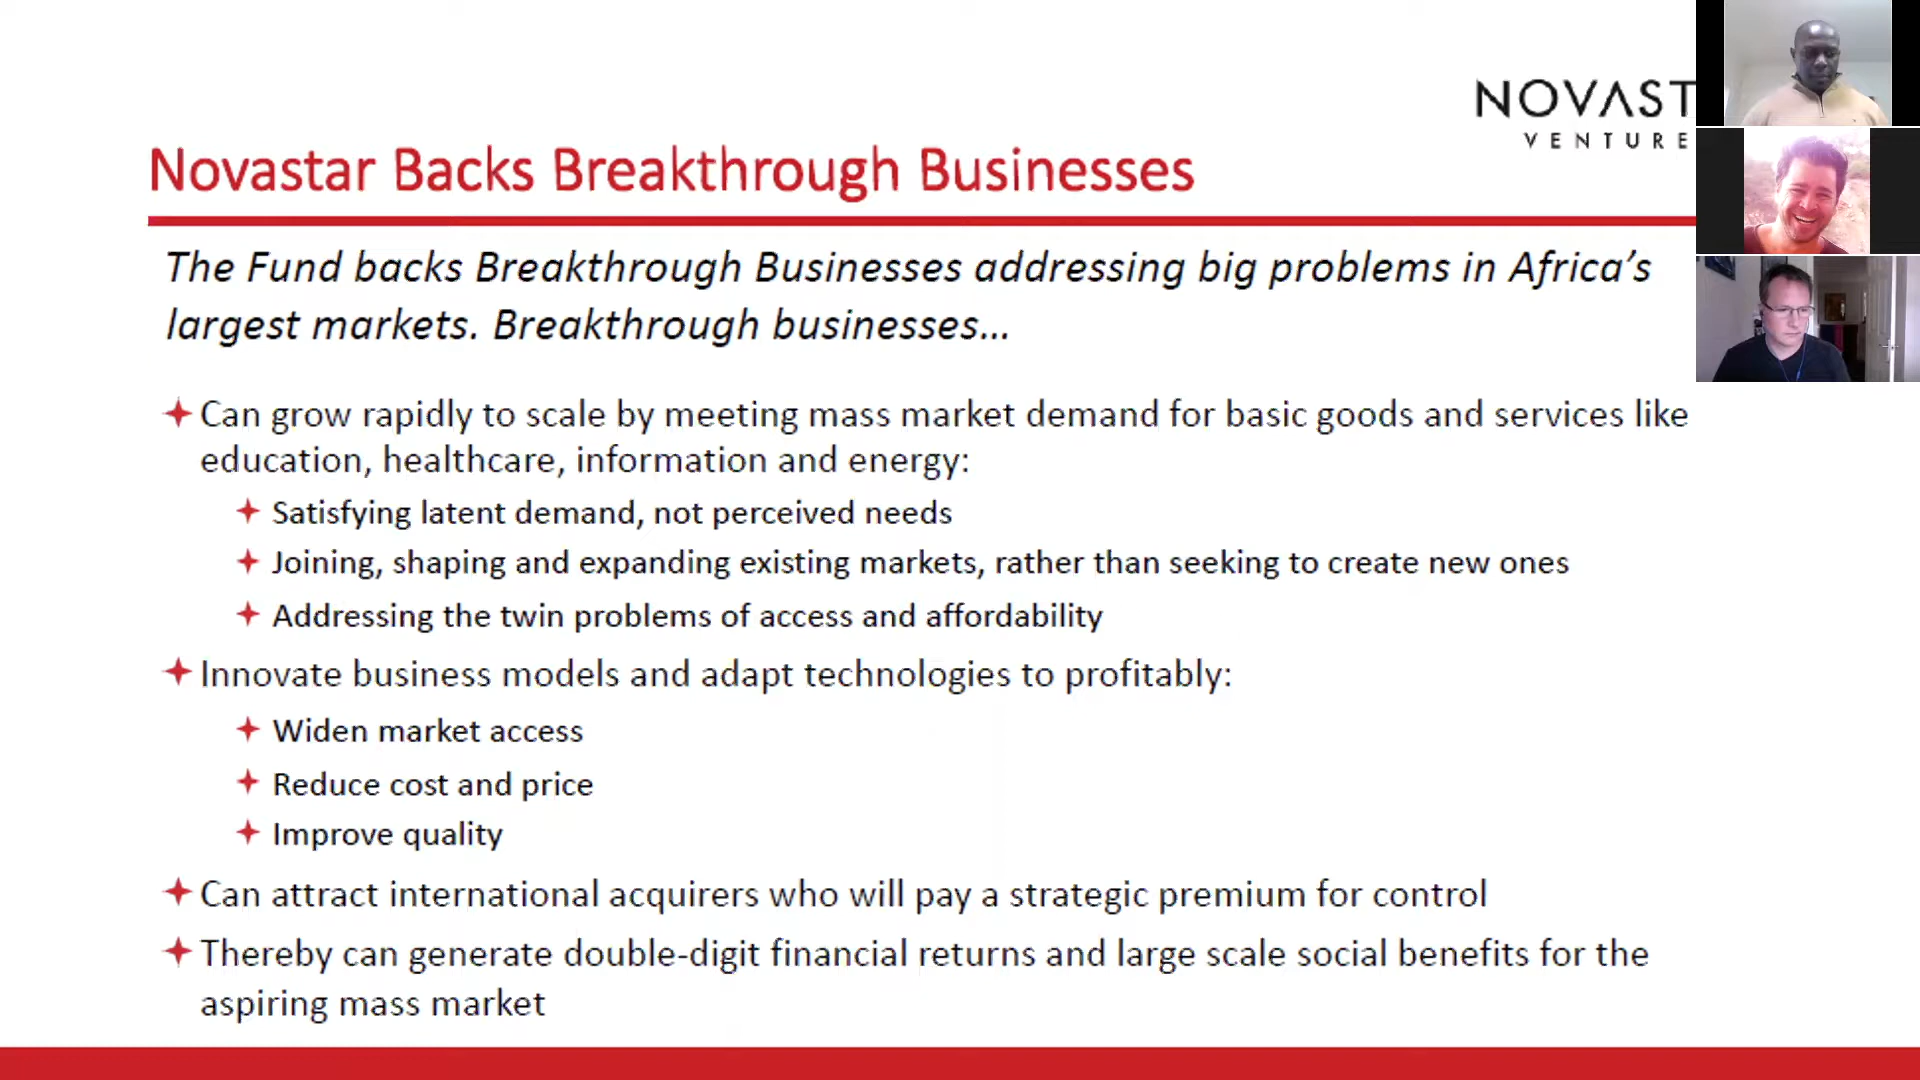 NOVAST
VENTURE
Novastar Backs Breakthrough Businesses
The Fund backs Breakthrough Businesses addressing big problems in Africa’s
largest markets. Breakthrough businesses…
Can grow rapidly to scale by meeting mass market demand for basic goods and services like
education, healthcare, information and energy:
Satisfying latent demand, not perceived needs
Joining, shaping and expanding existing markets, rather than seeking to create new ones
Addressing the twin problems of access and affordability
Innovate business models and adapt technologies to profitably:
Widen market access
Reduce cost and price
Improve quality
Can attract international acquirers who will pay a strategic premium for control
Thereby can generate double-digit financial returns and large scale social benefits for the
aspiring mass market